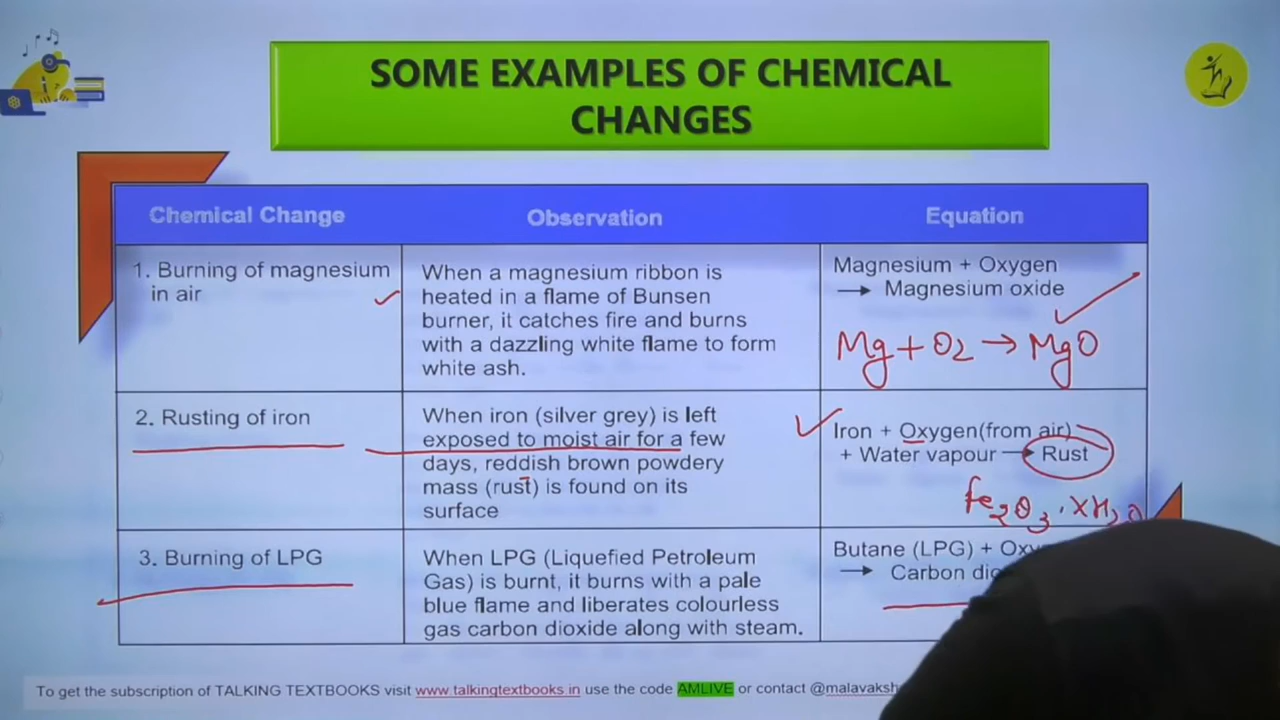 SOME EXAMPLES OF CHEMICAL
CHANGES
Chemical Change
Observation
Equation
1. Burning of magnesium
in air
When a magnesium ribbon is
heated in a flame of Bunsen
burner, it catches fire and burns
with a dazzling white flame to form
white ash.
Magnesium + Oxygen
→ Magnesium oxide
Mg + O2 → MgO
2. Rusting of iron
When iron (silver grey) is left
exposed to moist air for a few
days, reddish brown powdery
mass (rust) is found on its
surface
Iron + Oxygen(from air)
+ Water vapour → Rust
Fe2O3 . XH2O
3. Burning of LPG
When LPG (Liquefied Petroleum
Gas) is burnt, it burns with a pale
blue flame and liberates colourless
gas carbon dioxide along with steam.
Butane (LPG) +
→ Carbon
To get the subscription of TALKING TEXTBOOKS visit www.talkingtextbooks.in use the code AMLIVE or contact